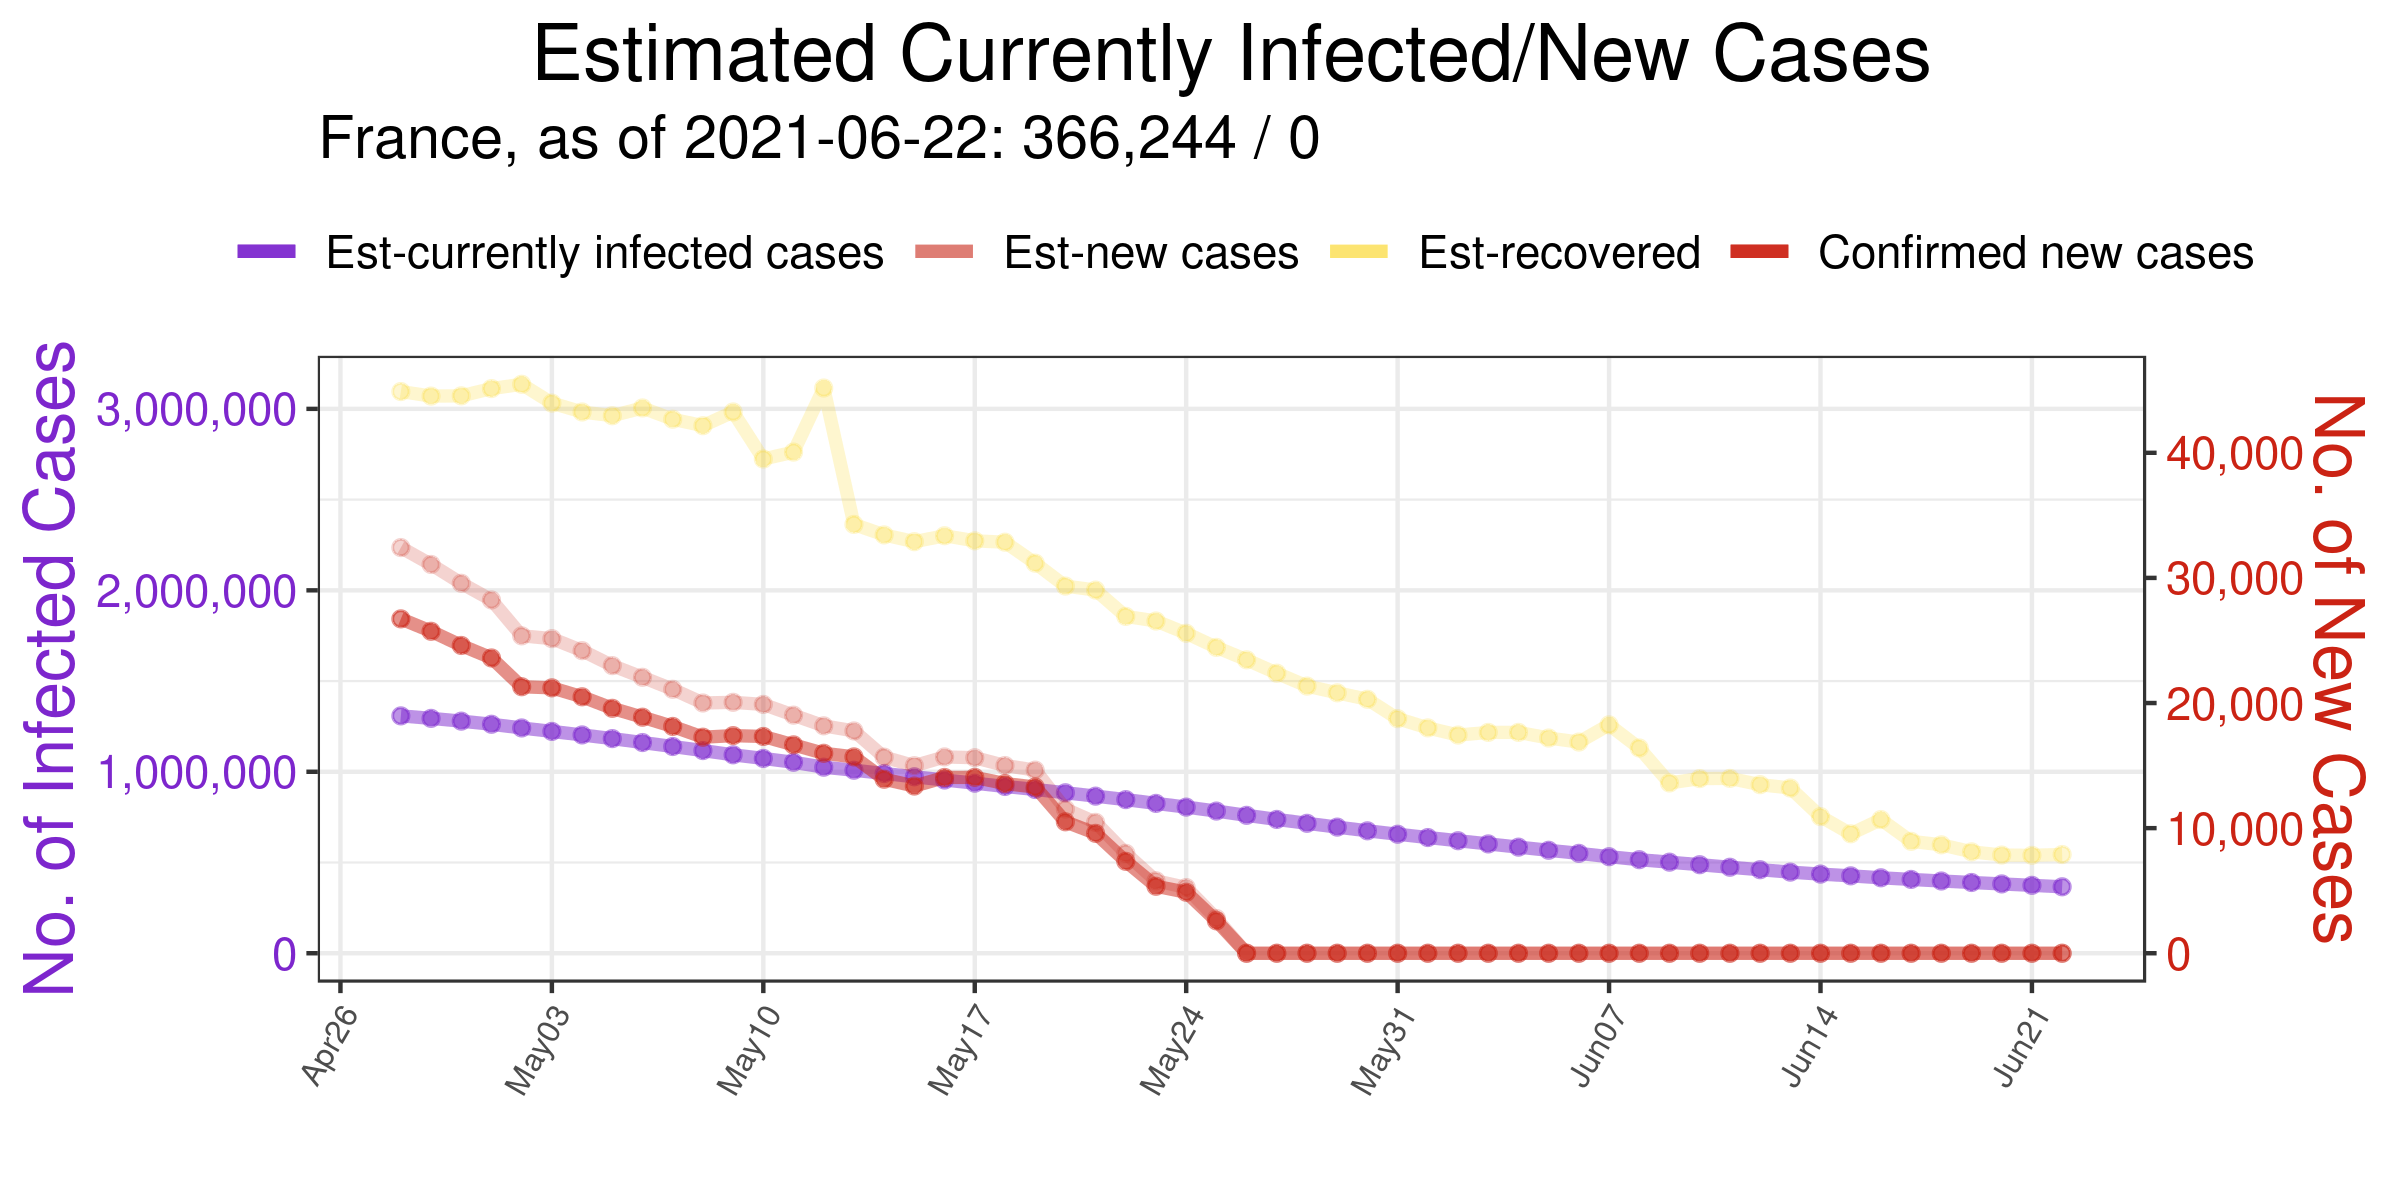 Estimated Currently Infected/New Cases
France, as of 2021-06-22: 366,244 / 0
Est-currently infected cases Est-new cases Est-recovered Confirmed new cases
No. of Infected Cases
3,000,000
2,000,000
1,000,000
0
40,000
30,000
20,000
10,000
0
No. of New Cases
Apr26 May03 May10 May17 May24 May31 Jun07 Jun14 Jun21